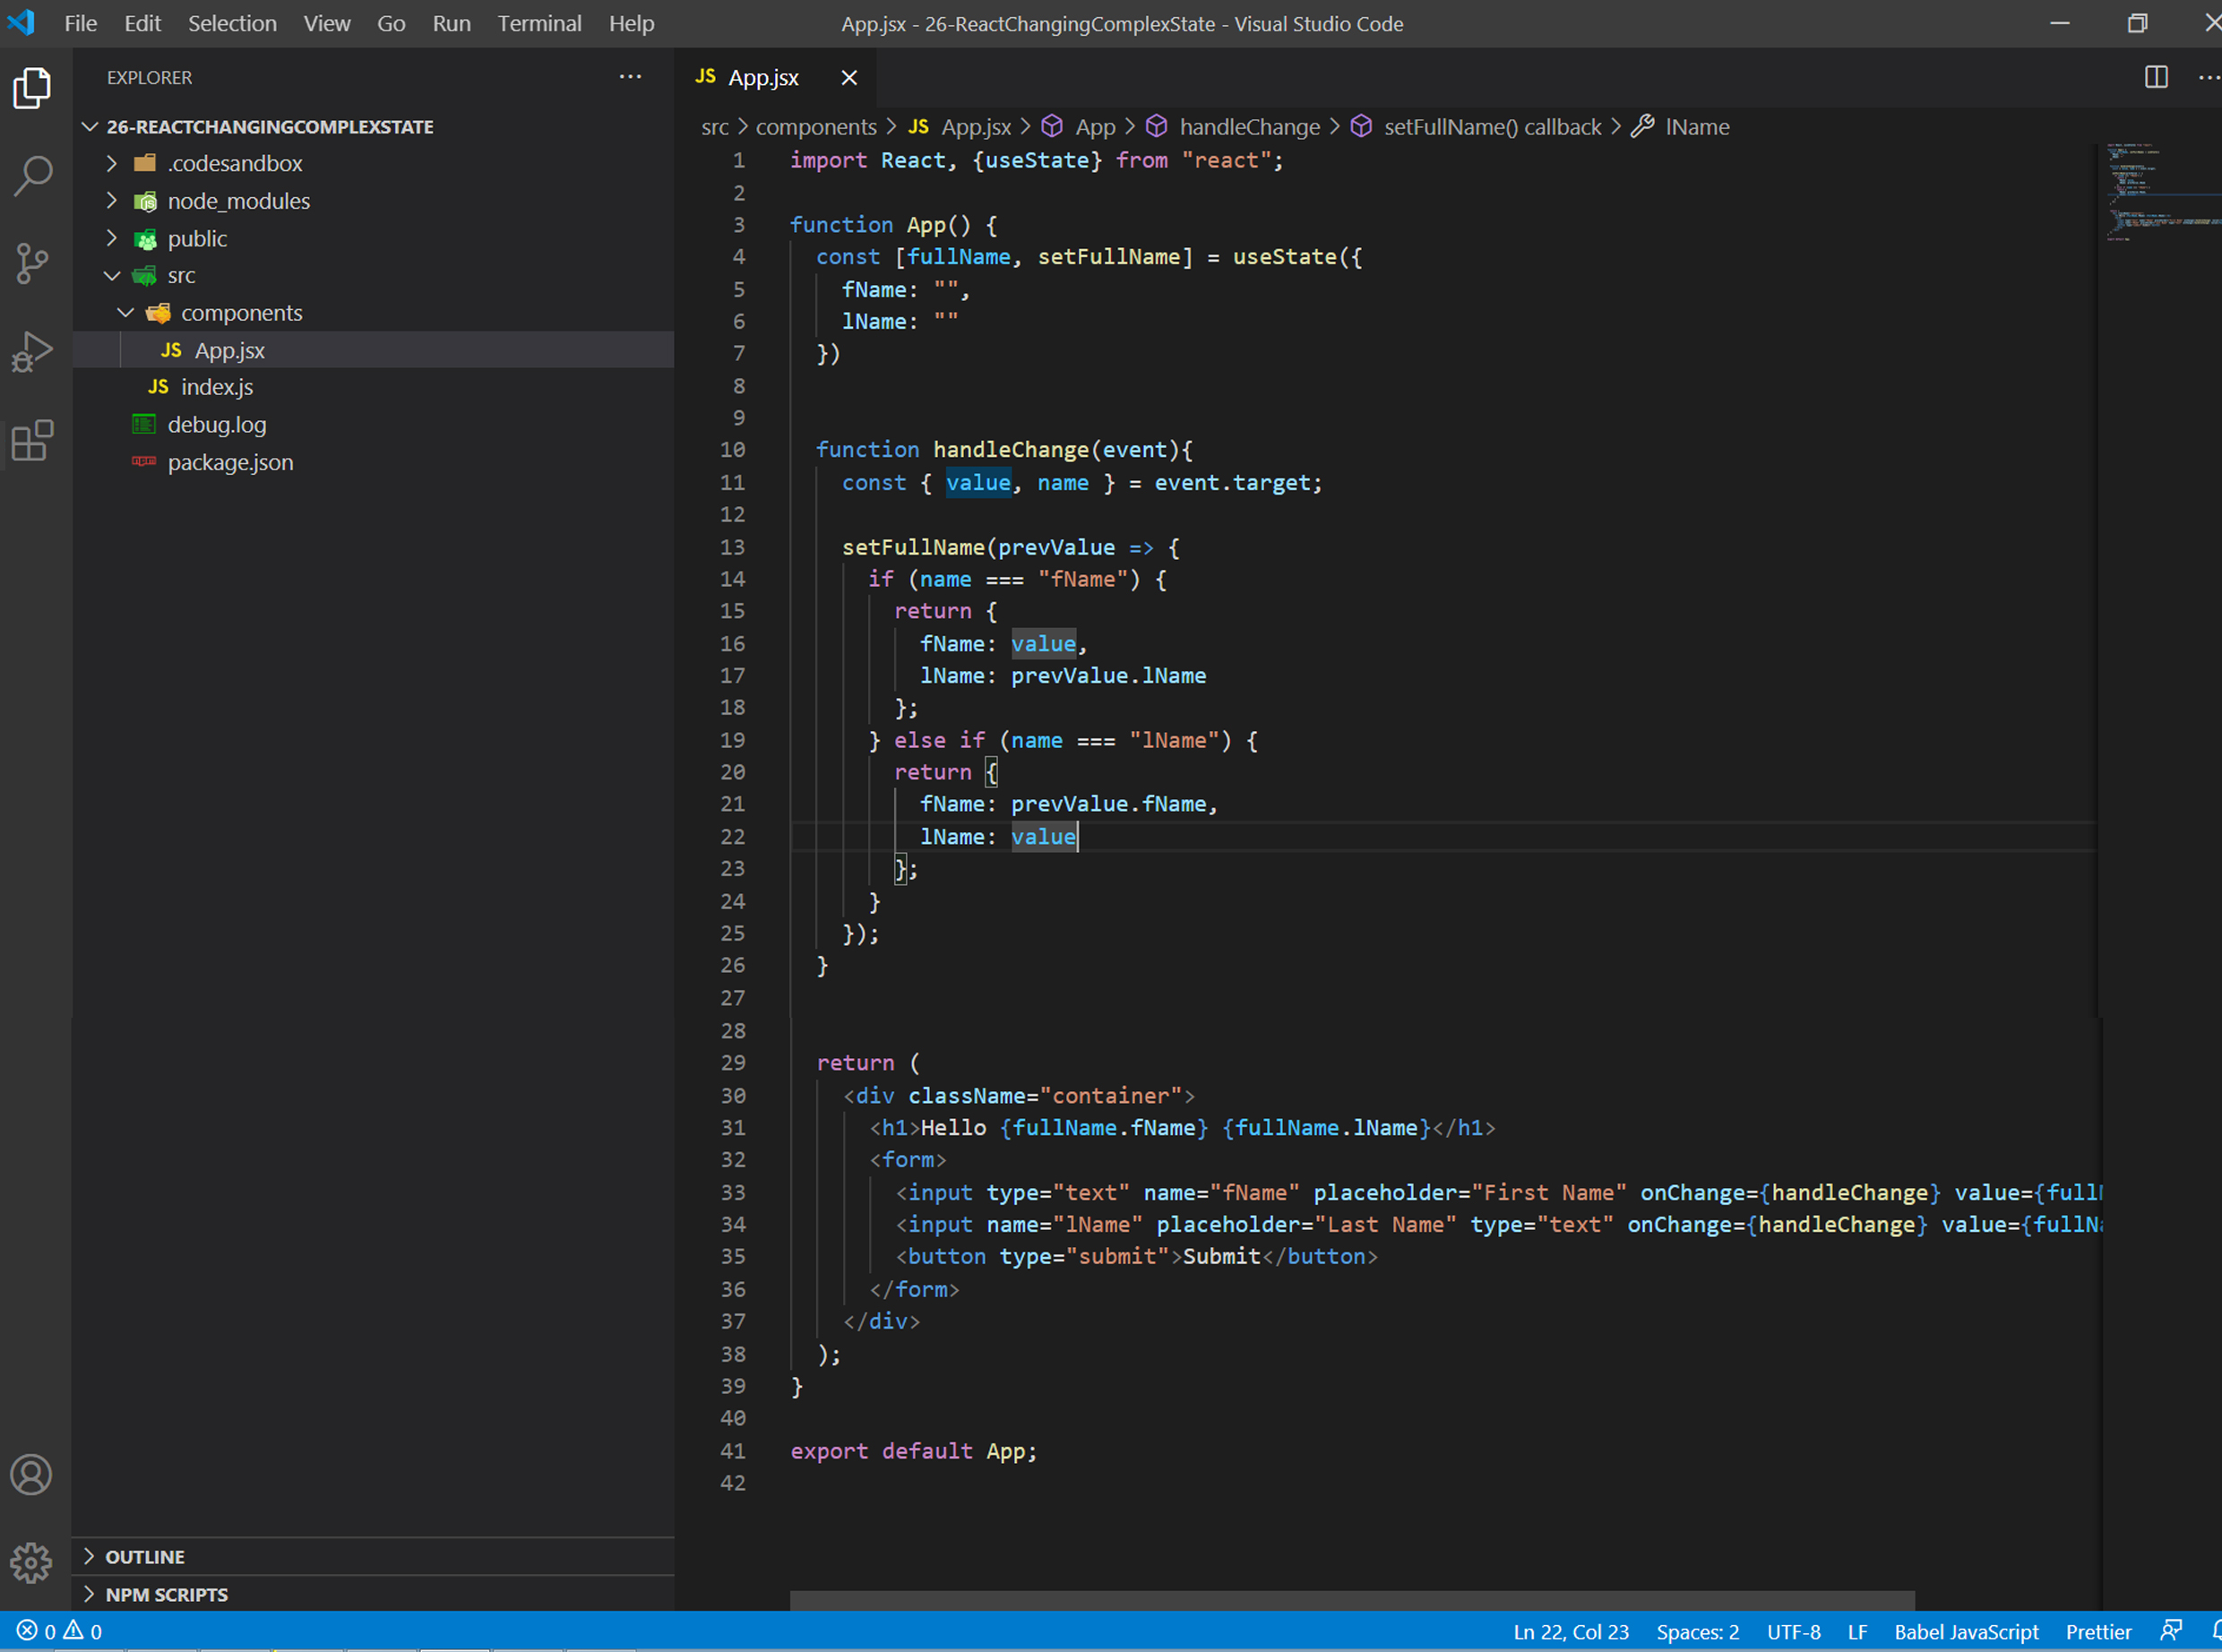 File Edit Selection View Go Run Terminal Help App.jsx - 26-ReactChangingComplexState - Visual Studio Code
EXPLORER
26-REACTCHANGINGCOMPLEXSTATE
.codesandbox
node_modules
public
src
components
JS App.jsx
JS index.js
debug.log
package.json
OUTLINE
NPM SCRIPTS
JS App.jsx
src > components > JS App.jsx > App > handleChange > setFullName() callback > lName
1 import React, {useState} from "react";
2
3 function App() {
4 const [fullName, setFullName] = useState({
5 fName: "",
6 lName: ""
7 })
8
9
10 function handleChange(event){
11 const { value, name } = event.target;
12
13 setFullName(prevValue => {
14 if (name === "fName") {
15 return {
16 fName: value,
17 lName: prevValue.lName
18 };
19 } else if (name === "lName") {
20 return {
21 fName: prevValue.fName,
22 lName: value
23 };
24 }
25 });
26 }
27
28
29 return (
30 <div className="container">
31 <h1>Hello {fullName.fName} {fullName.lName}</h1>
32 <form>
33 <input type="text" name="fName" placeholder="First Name" onChange={handleChange} value={full
34 <input name="lName" placeholder="Last Name" type="text" onChange={handleChange} value={fullN
35 <button type="submit">Submit</button>
36 </form>
37 </div>
38 );
39 }
40
41 export default App;
42
0 0 Ln 22, Col 23 Spaces: 2 UTF-8 LF Babel JavaScript Prettier